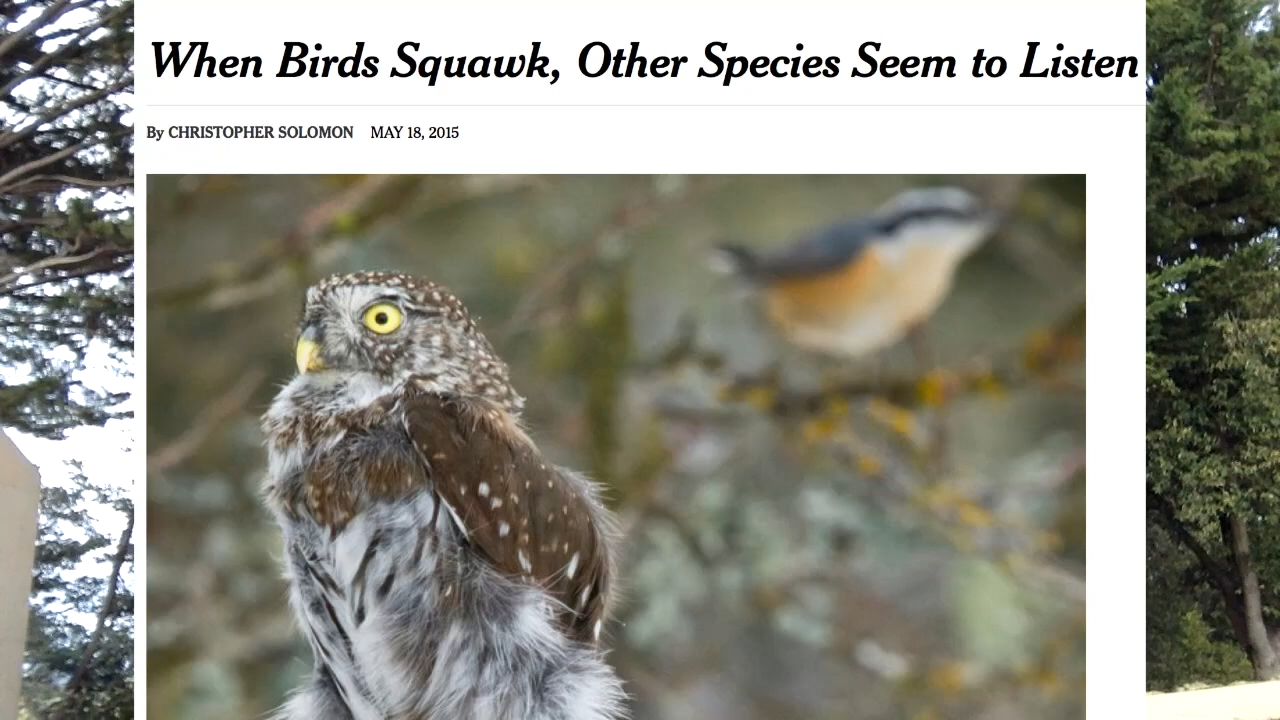 When Birds Squawk, Other Species Seem to Listen
By CHRISTOPHER SOLOMON MAY 18, 2015